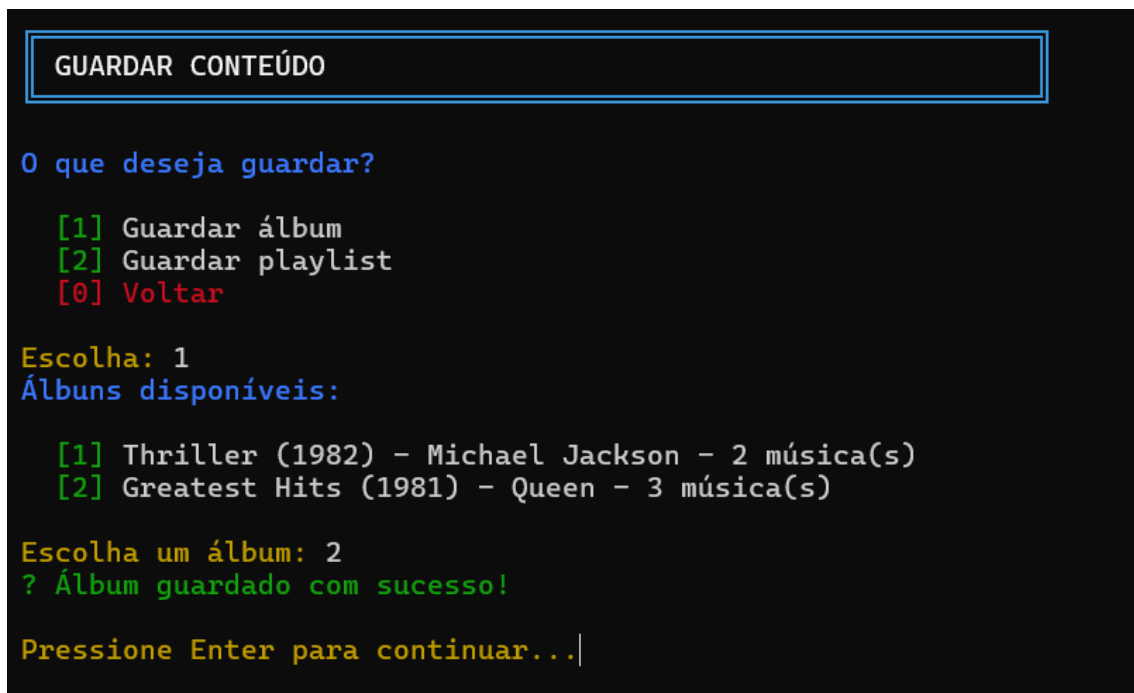 GUARDAR CONTEÚDO
O que deseja guardar?
[1] Guardar álbum
[2] Guardar playlist
[0] Voltar
Escolha: 1
Álbuns disponíveis:
[1] Thriller (1982) - Michael Jackson - 2 música(s)
[2] Greatest Hits (1981) - Queen - 3 música(s)
Escolha um álbum: 2
? Álbum guardado com sucesso!
Pressione Enter para continuar...